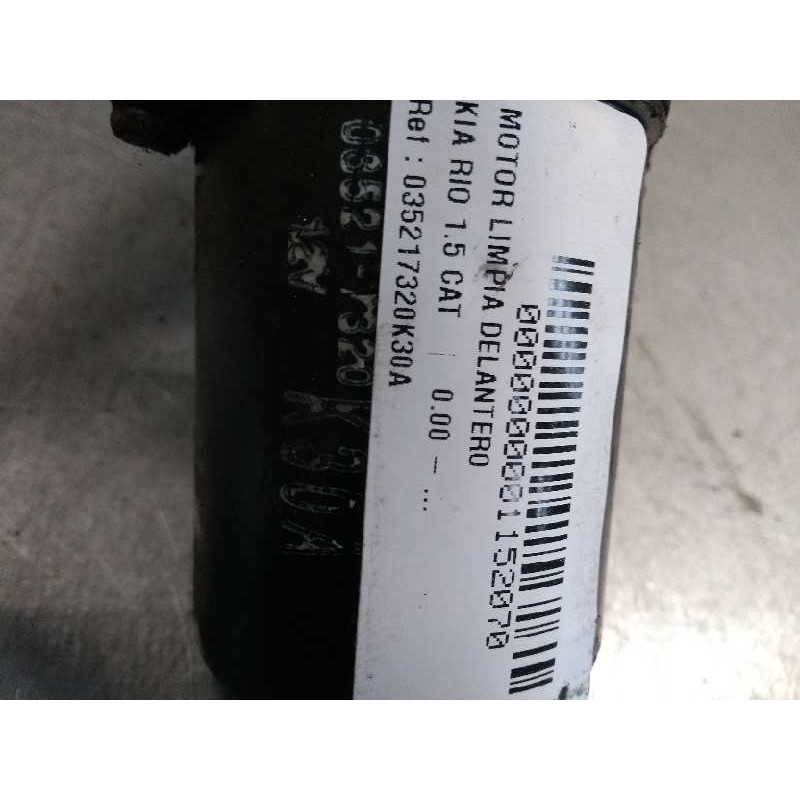 MOTOR LIMPIA DELANTERO
KIA RIO 1.5 CAT | 0.00 - ...
Ref : 035217320K30A
0000000001152070
03521-7320 K30A
12V